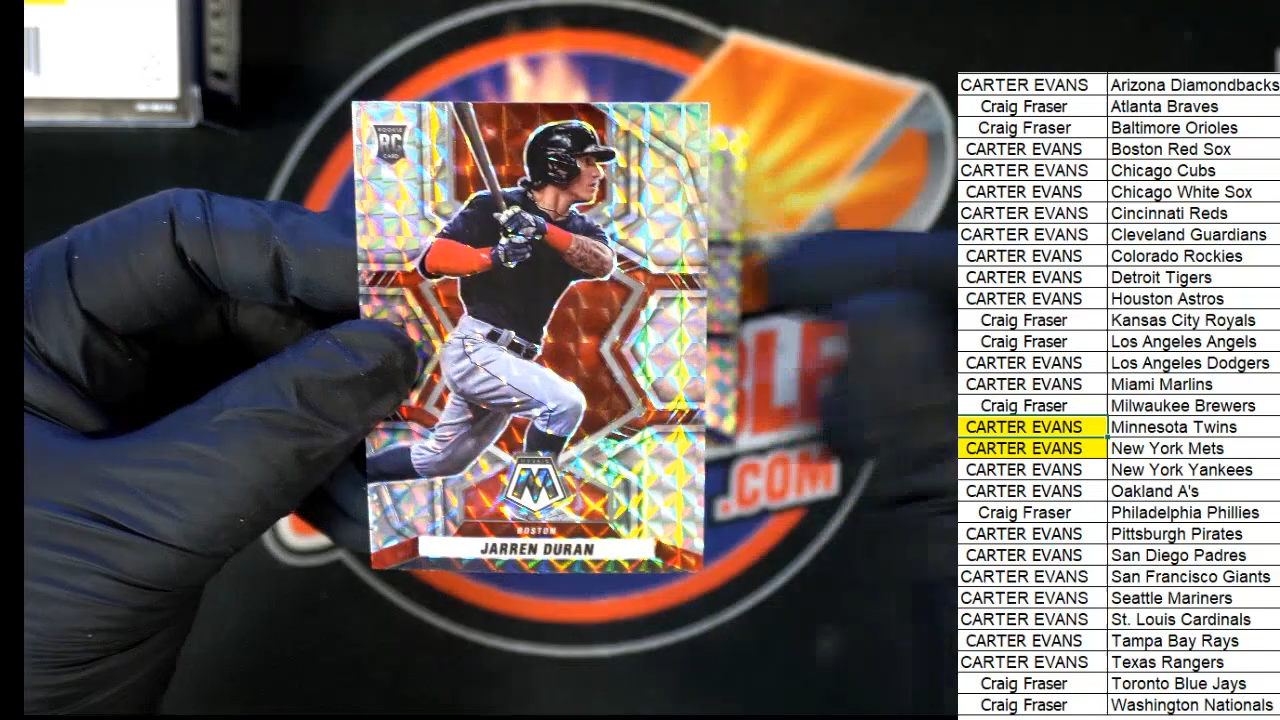 ROOKIE
RC
CARD
MOSAIC
M
BOSTON
JARREN DURAN
.COM
CARTER EVANS Arizona Diamondbacks
Craig Fraser Atlanta Braves
Craig Fraser Baltimore Orioles
CARTER EVANS Boston Red Sox
CARTER EVANS Chicago Cubs
CARTER EVANS Chicago White Sox
CARTER EVANS Cincinnati Reds
CARTER EVANS Cleveland Guardians
CARTER EVANS Colorado Rockies
CARTER EVANS Detroit Tigers
CARTER EVANS Houston Astros
Craig Fraser Kansas City Royals
Craig Fraser Los Angeles Angels
CARTER EVANS Los Angeles Dodgers
CARTER EVANS Miami Marlins
Craig Fraser Milwaukee Brewers
CARTER EVANS Minnesota Twins
CARTER EVANS New York Mets
CARTER EVANS New York Yankees
CARTER EVANS Oakland A's
Craig Fraser Philadelphia Phillies
CARTER EVANS Pittsburgh Pirates
CARTER EVANS San Diego Padres
CARTER EVANS San Francisco Giants
CARTER EVANS Seattle Mariners
CARTER EVANS St. Louis Cardinals
CARTER EVANS Tampa Bay Rays
CARTER EVANS Texas Rangers
Craig Fraser Toronto Blue Jays
Craig Fraser Washington Nationals